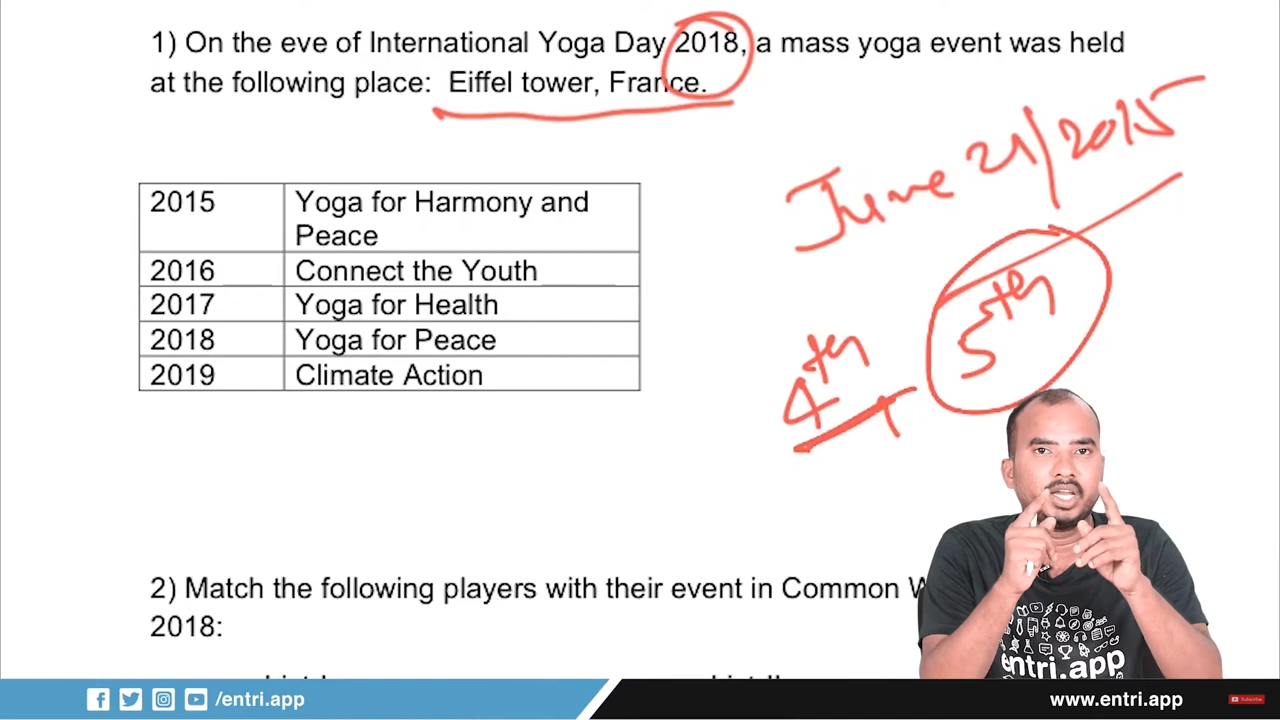 1) On the eve of International Yoga Day 2018, a mass yoga event was held
at the following place: Eiffel tower, France.
June 21/2015
2015 Yoga for Harmony and
Peace
2016 Connect the Youth
2017 Yoga for Health
2018 Yoga for Peace
2019 Climate Action
4th
5th
2) Match the following players with their event in Common W
2018:
entri.app
/entri.app
www.entri.app
Subscribe